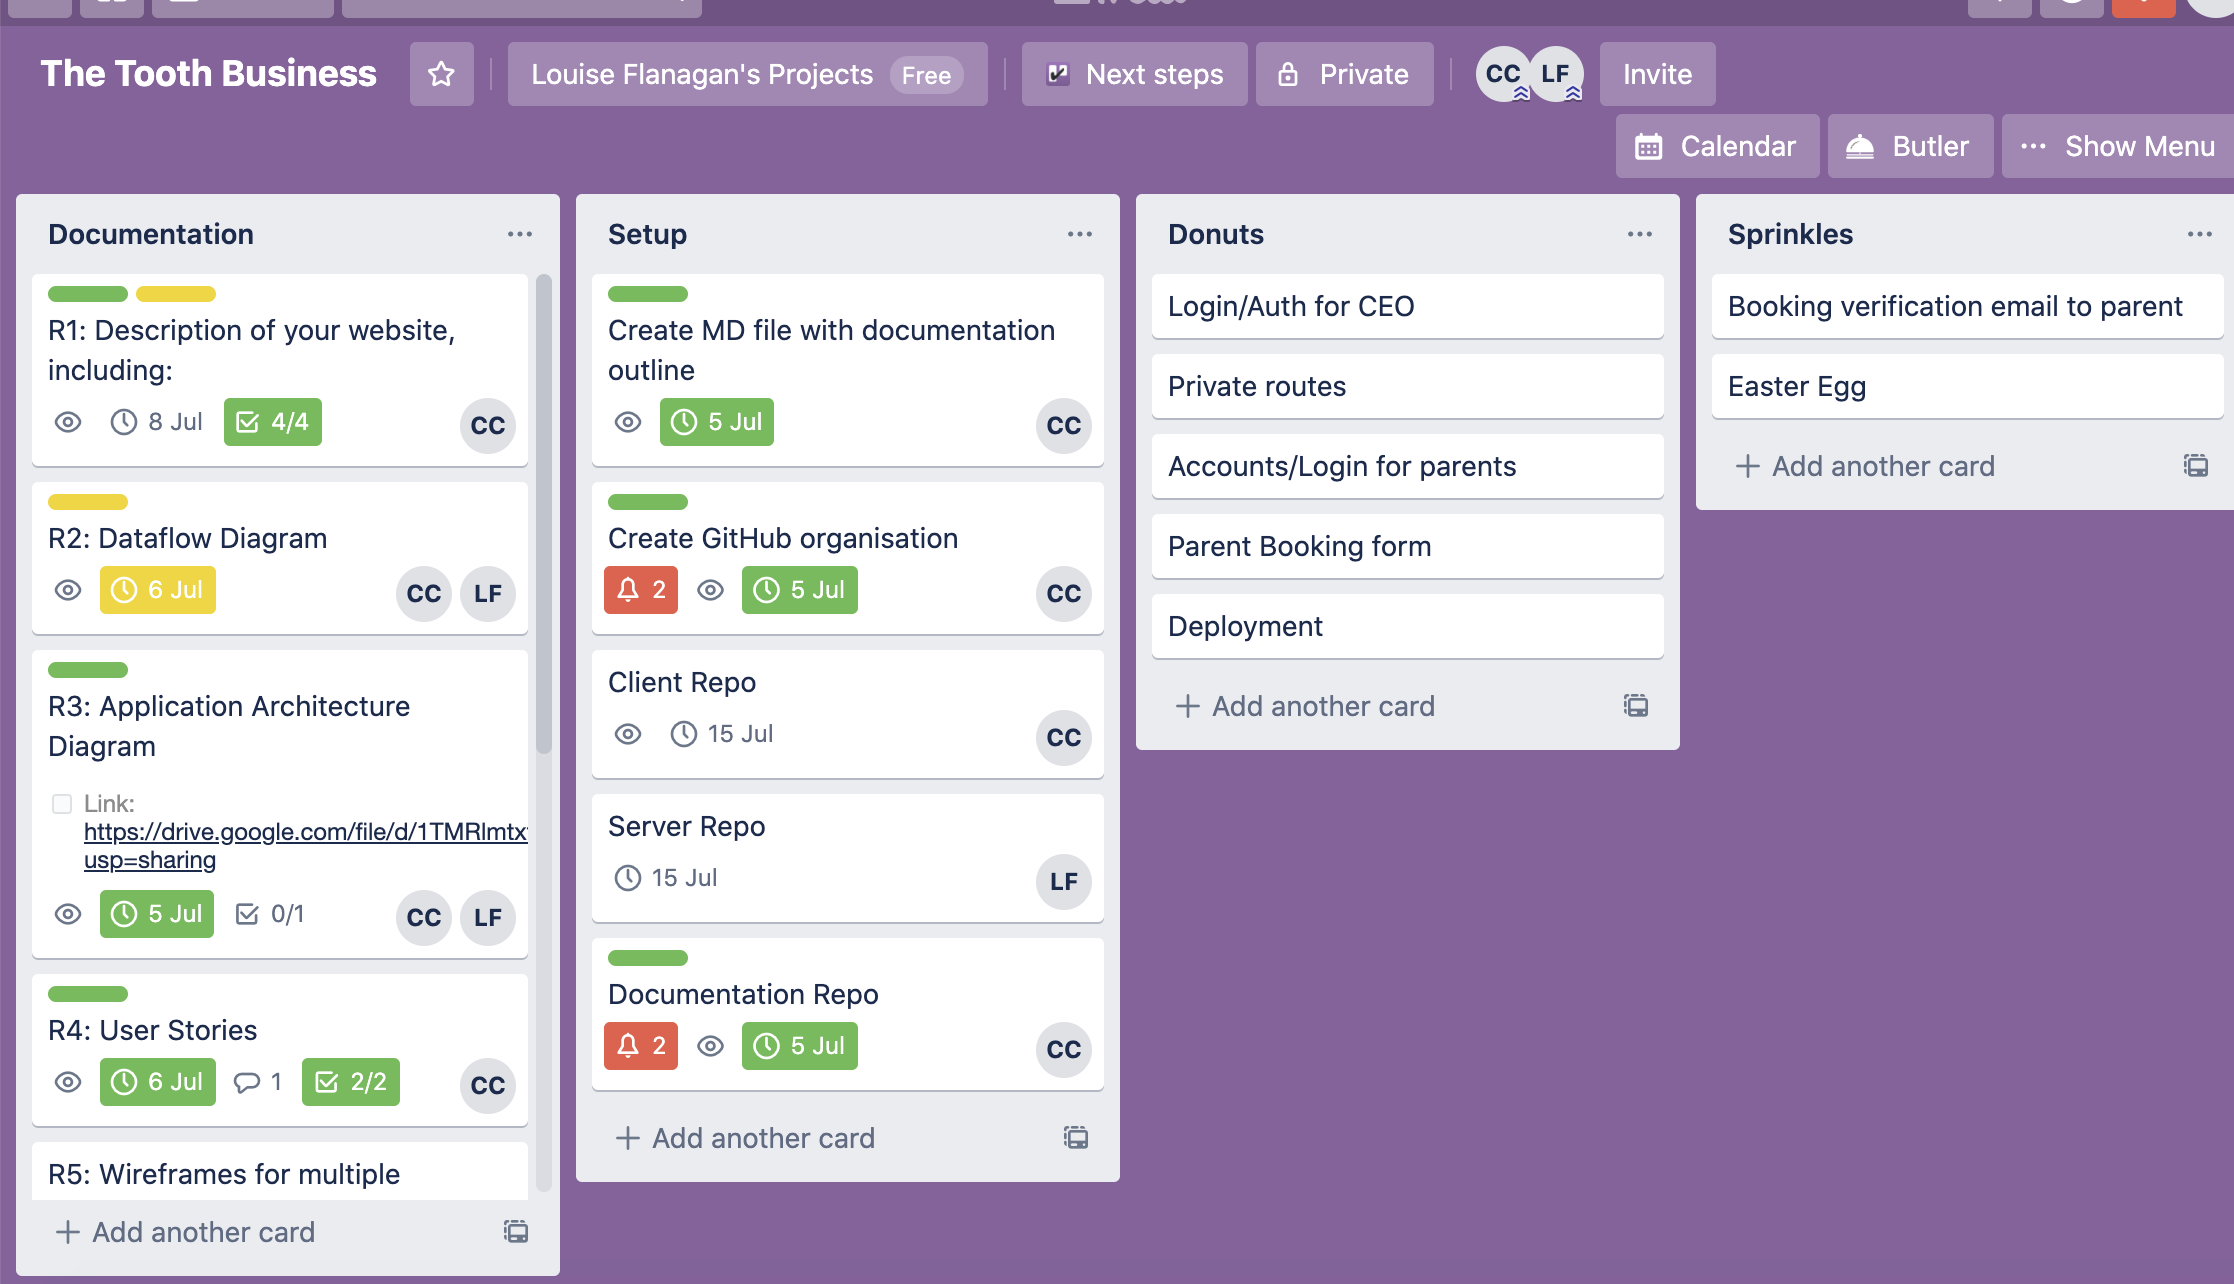 The Tooth Business
Louise Flanagan's Projects Free
Next steps
Private
CC LF
Invite
Calendar
Butler
Show Menu
Documentation
R1: Description of your website,
including:
8 Jul 4/4 CC
R2: Dataflow Diagram
6 Jul CC LF
R3: Application Architecture
Diagram
Link:
https://drive.google.com/file/d/1TMRlmtx
usp=sharing
5 Jul 0/1 CC LF
R4: User Stories
6 Jul 1 2/2 CC
R5: Wireframes for multiple
+ Add another card
Setup
Create MD file with documentation
outline
5 Jul CC
Create GitHub organisation
2 5 Jul CC
Client Repo
15 Jul CC
Server Repo
15 Jul LF
Documentation Repo
2 5 Jul CC
+ Add another card
Donuts
Login/Auth for CEO
Private routes
Accounts/Login for parents
Parent Booking form
Deployment
+ Add another card
Sprinkles
Booking verification email to parent
Easter Egg
+ Add another card